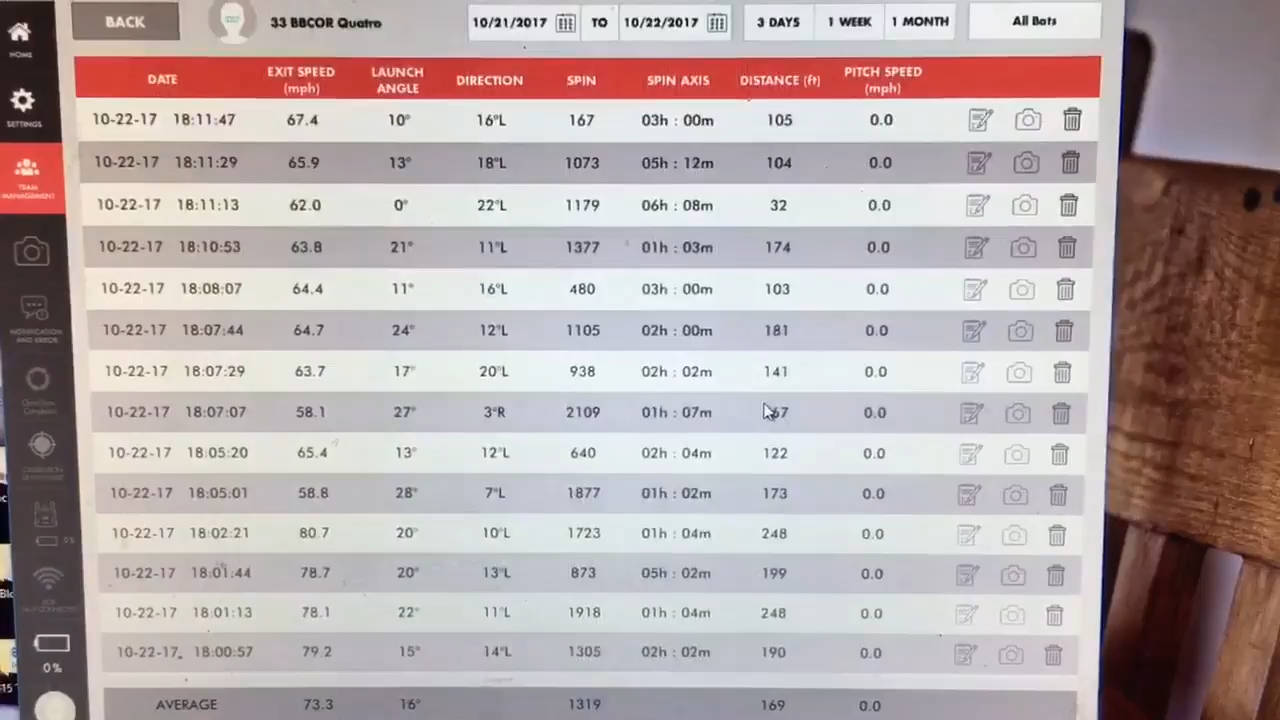 BACK 33 BBCOR Quatro 10/21/2017 TO 10/22/2017 3 DAYS 1 WEEK 1 MONTH All Bats
HOME
SETTINGS
TEAM MANAGEMENT
NOTIFICATION AND ERROR
0%
0%
DATE EXIT SPEED (mph) LAUNCH ANGLE DIRECTION SPIN SPIN AXIS DISTANCE (ft) PITCH SPEED (mph)
10-22-17 18:11:47 67.4 10° 16°L 167 03h : 00m 105 0.0
10-22-17 18:11:29 65.9 13° 18°L 1073 05h : 12m 104 0.0
10-22-17 18:11:13 62.0 0° 22°L 1179 06h : 08m 32 0.0
10-22-17 18:10:53 63.8 21° 11°L 1377 01h : 03m 174 0.0
10-22-17 18:08:07 64.4 11° 16°L 480 03h : 00m 103 0.0
10-22-17 18:07:44 64.7 24° 12°L 1105 02h : 00m 181 0.0
10-22-17 18:07:29 63.7 17° 20°L 938 02h : 02m 141 0.0
10-22-17 18:07:07 58.1 27° 3°R 2109 01h : 07m 0.0
10-22-17 18:05:20 65.4 13° 12°L 640 02h : 04m 122 0.0
10-22-17 18:05:01 58.8 28° 7°L 1877 01h : 02m 173 0.0
10-22-17 18:02:21 80.7 20° 10°L 1723 01h : 04m 248 0.0
10-22-17 18:01:44 78.7 20° 13°L 873 05h : 02m 199 0.0
10-22-17 18:01:13 78.1 22° 11°L 1918 01h : 04m 248 0.0
10-22-17 18:00:57 79.2 15° 14°L 1305 02h : 02m 190 0.0
AVERAGE 73.3 16° 1319 169 0.0